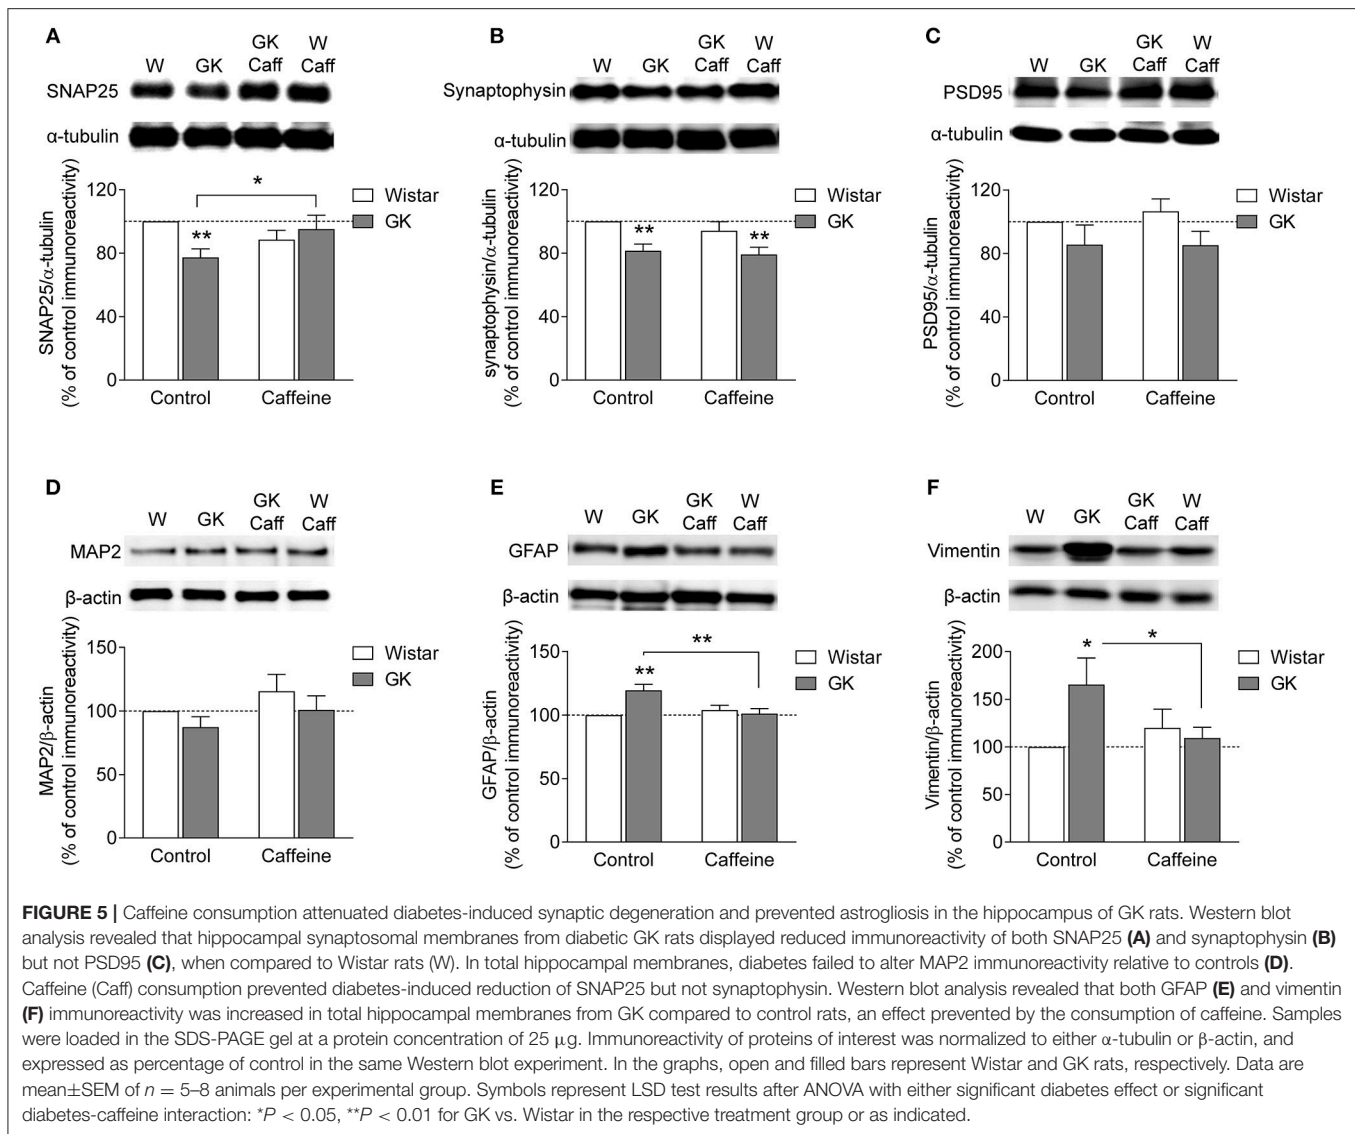 A
W
GK
GK
Caff
W
Caff
SNAP25
α-tubulin
SNAP25/α-tubulin
(% of control immunoreactivity)
120
80
40
0
*
**
Wistar
GK
Control
Caffeine
B
W
GK
GK
Caff
W
Caff
Synaptophysin
α-tubulin
synaptophysin/α-tubulin
(% of control immunoreactivity)
120
80
40
0
**
**
Wistar
GK
Control
Caffeine
C
W
GK
GK
Caff
W
Caff
PSD95
α-tubulin
PSD95/α-tubulin
(% of control immunoreactivity)
120
80
40
0
Wistar
GK
Control
Caffeine
D
W
GK
GK
Caff
W
Caff
MAP2
β-actin
MAP2/β-actin
(% of control immunoreactivity)
150
100
50
0
Wistar
GK
Control
Caffeine
E
W
GK
GK
Caff
W
Caff
GFAP
β-actin
GFAP/β-actin
(% of control immunoreactivity)
150
100
50
0
**
**
Wistar
GK
Control
Caffeine
F
W
GK
GK
Caff
W
Caff
Vimentin
β-actin
Vimentin/β-actin
(% of control immunoreactivity)
200
150
100
50
0
*
*
Wistar
GK
Control
Caffeine
FIGURE 5 | Caffeine consumption attenuated diabetes-induced synaptic degeneration and prevented astrogliosis in the hippocampus of GK rats. Western blot
analysis revealed that hippocampal synaptosomal membranes from diabetic GK rats displayed reduced immunoreactivity of both SNAP25 (A) and synaptophysin (B)
but not PSD95 (C), when compared to Wistar rats (W). In total hippocampal membranes, diabetes failed to alter MAP2 immunoreactivity relative to controls (D).
Caffeine (Caff) consumption prevented diabetes-induced reduction of SNAP25 but not synaptophysin. Western blot analysis revealed that both GFAP (E) and vimentin
(F) immunoreactivity was increased in total hippocampal membranes from GK compared to control rats, an effect prevented by the consumption of caffeine. Samples
were loaded in the SDS-PAGE gel at a protein concentration of 25 μg. Immunoreactivity of proteins of interest was normalized to either α-tubulin or β-actin, and
expressed as percentage of control in the same Western blot experiment. In the graphs, open and filled bars represent Wistar and GK rats, respectively. Data are
mean±SEM of n = 5–8 animals per experimental group. Symbols represent LSD test results after ANOVA with either significant diabetes effect or significant
diabetes-caffeine interaction: *P < 0.05, **P < 0.01 for GK vs. Wistar in the respective treatment group or as indicated.